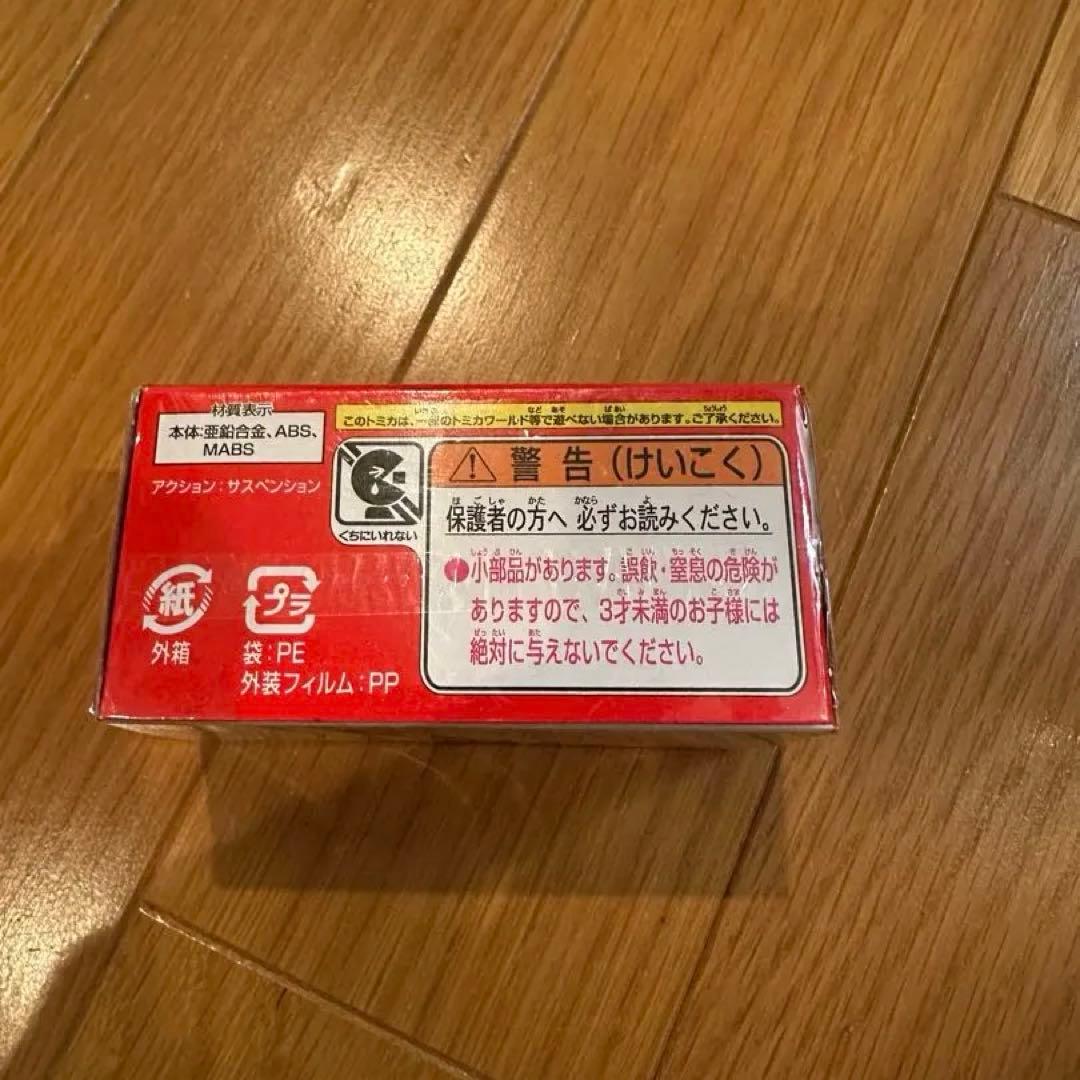 材質表示
本体:亜鉛合金、ABS、
MABS
アクション:サスペンション
このトミカは、一部のトミカワールド等で遊べない場合があります。ご了承ください。
くちにいれない
警告(けいこく)
保護者の方へ 必ずお読みください。
●小部品があります。誤飲・窒息の危険が
ありますので、3才未満のお子様には
絶対に与えないでください。
紙
外箱
プラ
袋:PE
外装フィルム:PP